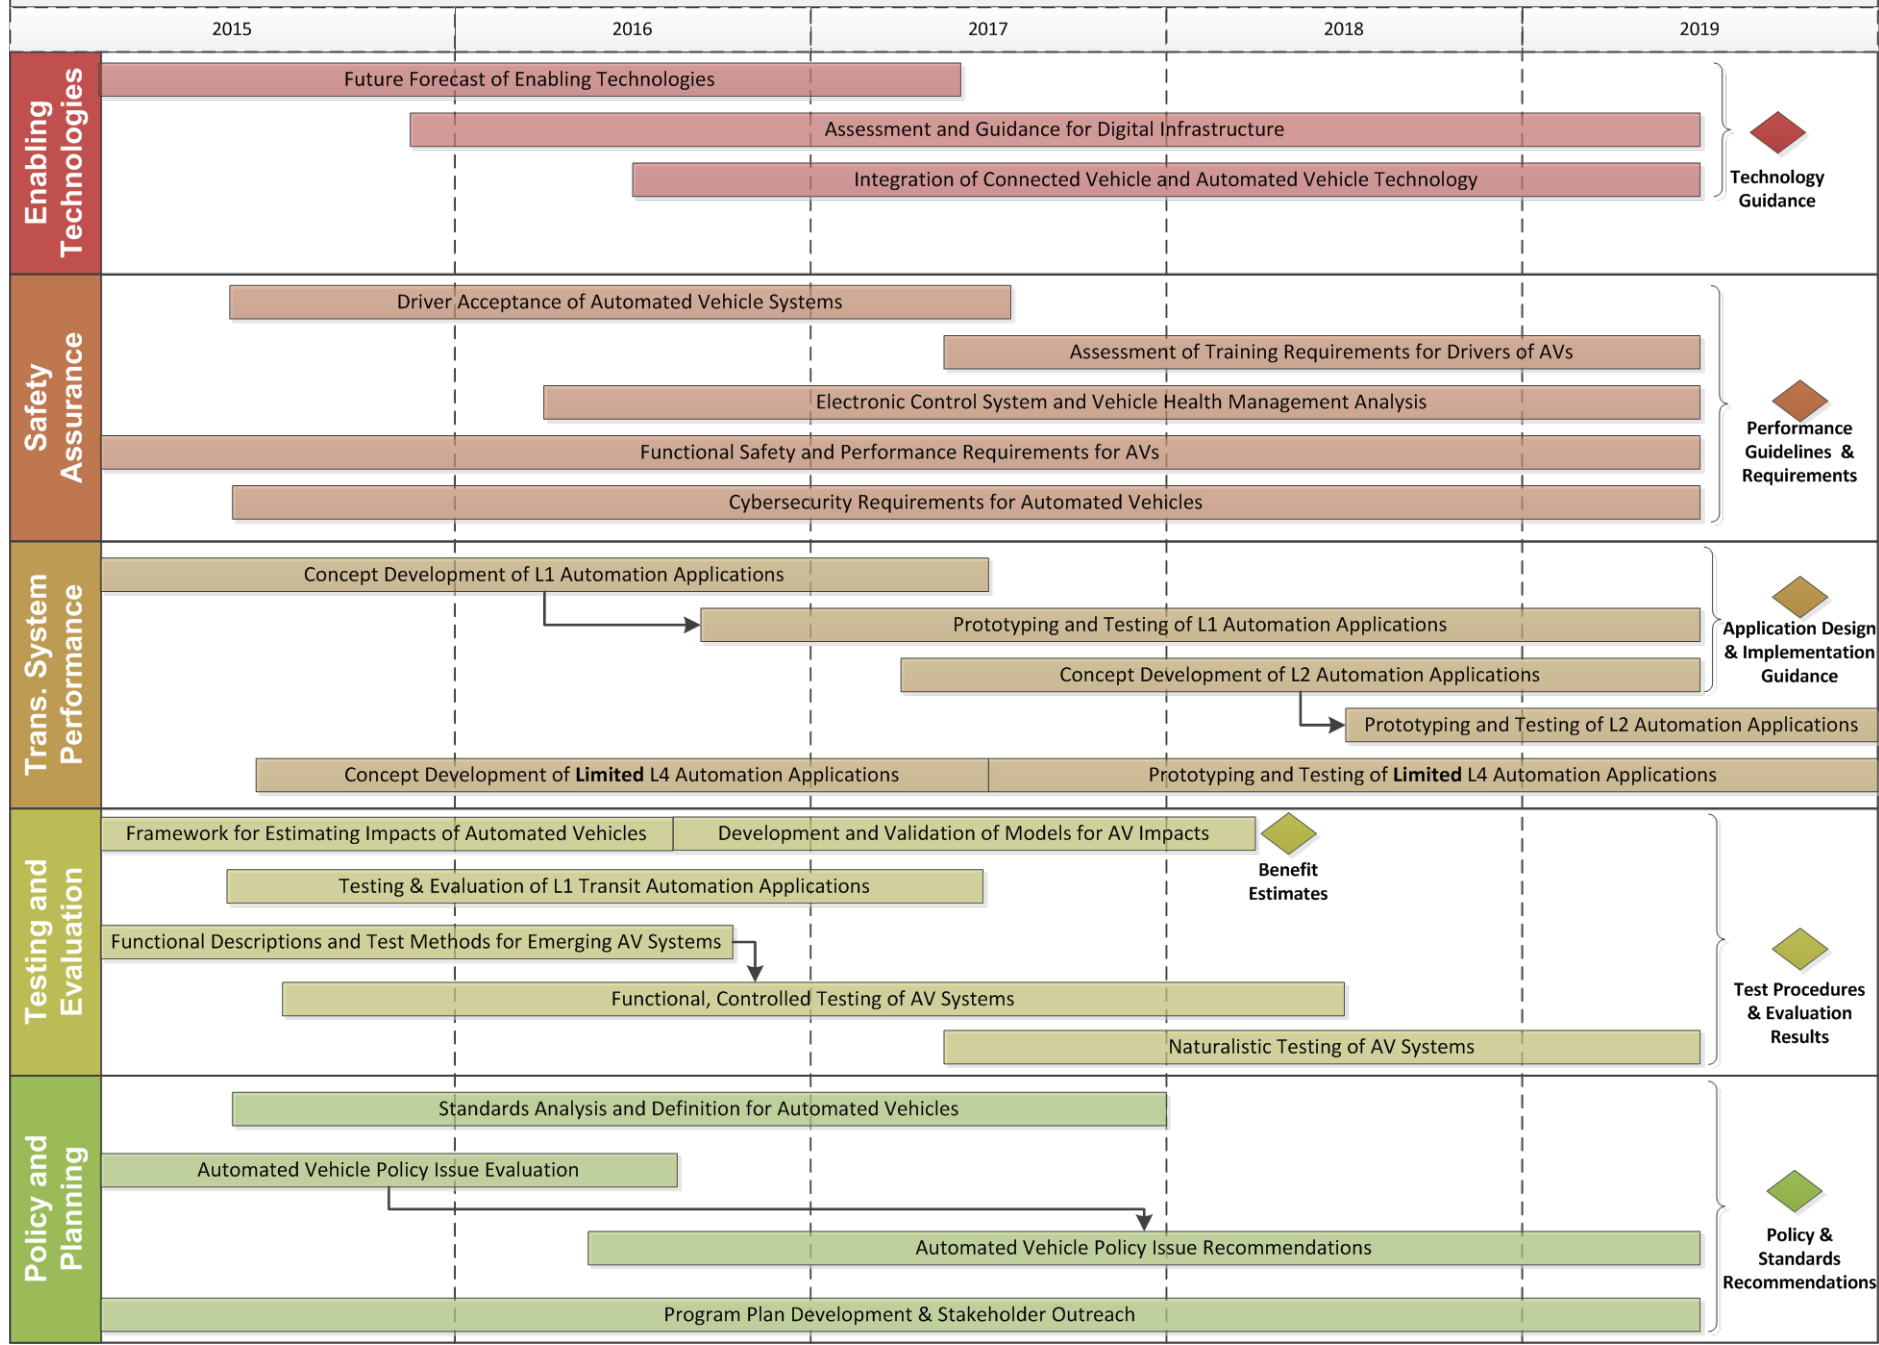 2015
2016
2017
2018
2019
Enabling
Technologies
Future Forecast of Enabling Technologies
Assessment and Guidance for Digital Infrastructure
Integration of Connected Vehicle and Automated Vehicle Technology
Technology
Guidance
Safety
Assurance
Driver Acceptance of Automated Vehicle Systems
Assessment of Training Requirements for Drivers of AVs
Electronic Control System and Vehicle Health Management Analysis
Functional Safety and Performance Requirements for AVs
Cybersecurity Requirements for Automated Vehicles
Performance
Guidelines &
Requirements
Trans. System
Performance
Concept Development of L1 Automation Applications
Prototyping and Testing of L1 Automation Applications
Concept Development of L2 Automation Applications
Prototyping and Testing of L2 Automation Applications
Concept Development of Limited L4 Automation Applications
Prototyping and Testing of Limited L4 Automation Applications
Application Design
& Implementation
Guidance
Testing and
Evaluation
Framework for Estimating Impacts of Automated Vehicles
Development and Validation of Models for AV Impacts
Benefit
Estimates
Testing & Evaluation of L1 Transit Automation Applications
Functional Descriptions and Test Methods for Emerging AV Systems
Functional, Controlled Testing of AV Systems
Naturalistic Testing of AV Systems
Test Procedures
& Evaluation
Results
Policy and
Planning
Standards Analysis and Definition for Automated Vehicles
Automated Vehicle Policy Issue Evaluation
Automated Vehicle Policy Issue Recommendations
Program Plan Development & Stakeholder Outreach
Policy &
Standards
Recommendations